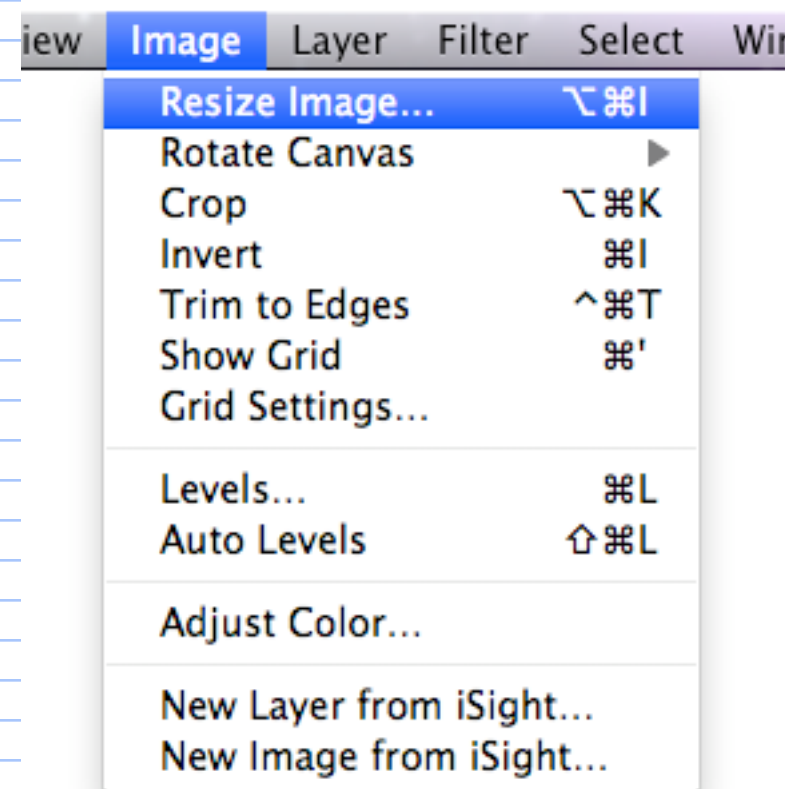 iew Image Layer Filter Select Wi
Resize Image... ⌥⌘I
Rotate Canvas ▶
Crop ⌥⌘K
Invert ⌘I
Trim to Edges ^⌘T
Show Grid ⌘'
Grid Settings...
Levels... ⌘L
Auto Levels ⇧⌘L
Adjust Color...
New Layer from iSight...
New Image from iSight...